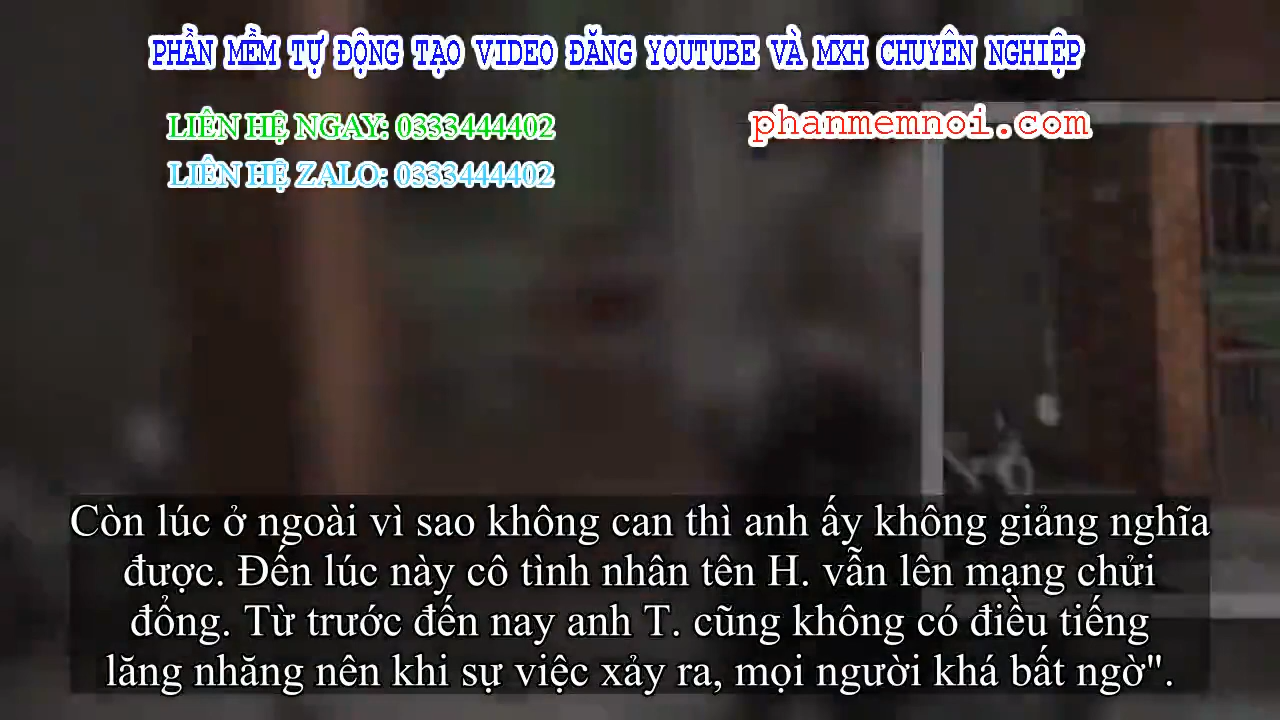 PHẦN MỀM TỰ ĐỘNG TẠO VIDEO ĐĂNG YOUTUBE VÀ MXH CHUYÊN NGHIỆP
LIÊN HỆ NGAY: 0333444402
phanmemnoi.com
LIÊN HỆ ZALO: 0333444402
Còn lúc ở ngoài vì sao không can thì anh ấy không giảng nghĩa
được. Đến lúc này cô tình nhân tên H. vẫn lên mạng chửi
đổng. Từ trước đến nay anh T. cũng không có điều tiếng
lăng nhăng nên khi sự việc xảy ra, mọi người khá bất ngờ".